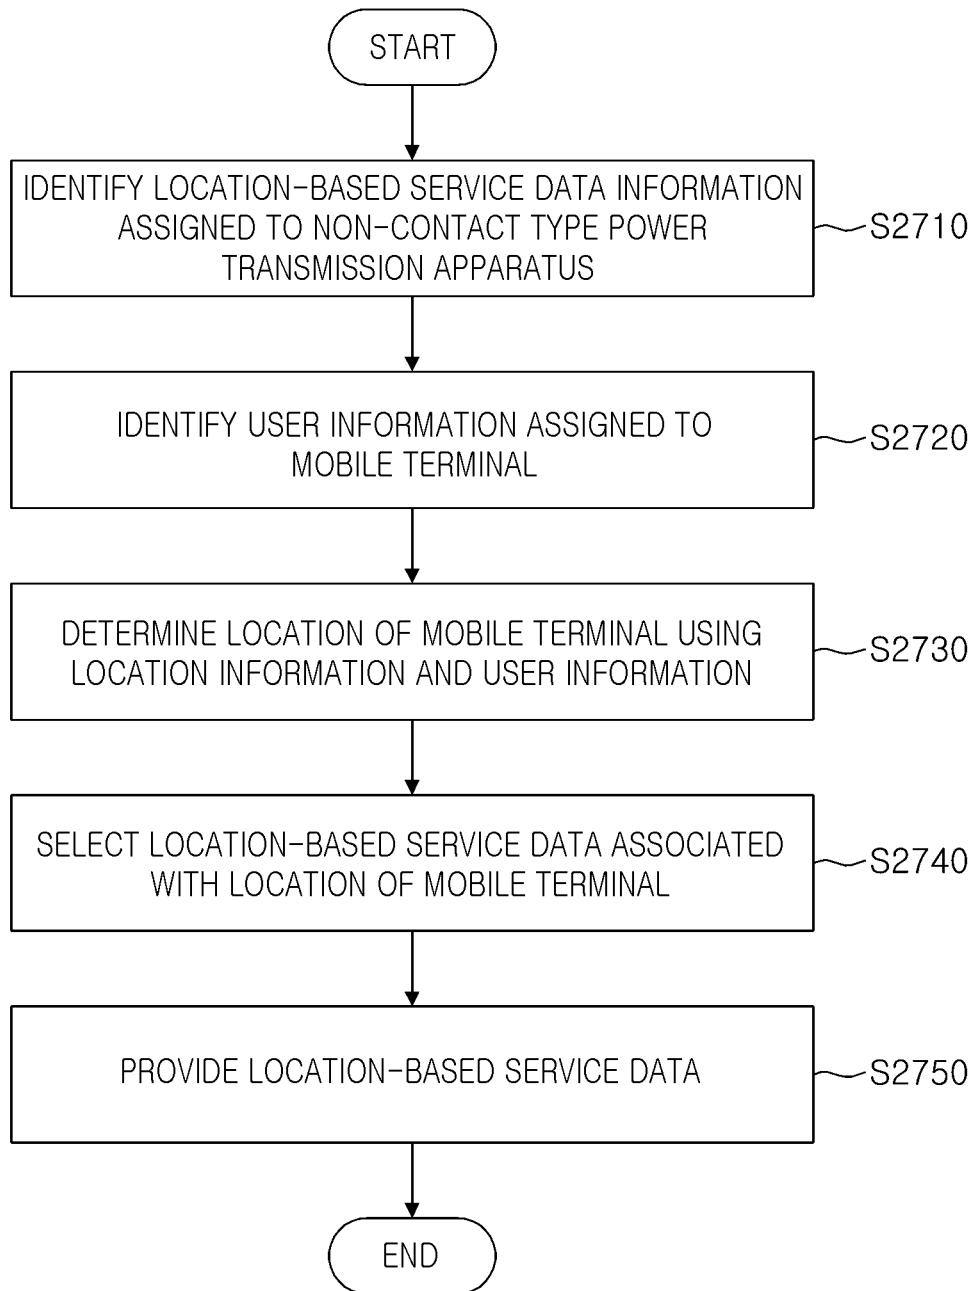 START
IDENTIFY LOCATION-BASED SERVICE DATA INFORMATION
ASSIGNED TO NON-CONTACT TYPE POWER
TRANSMISSION APPARATUS
S2710
IDENTIFY USER INFORMATION ASSIGNED TO
MOBILE TERMINAL
S2720
DETERMINE LOCATION OF MOBILE TERMINAL USING
LOCATION INFORMATION AND USER INFORMATION
S2730
SELECT LOCATION-BASED SERVICE DATA ASSOCIATED
WITH LOCATION OF MOBILE TERMINAL
S2740
PROVIDE LOCATION-BASED SERVICE DATA
S2750
END